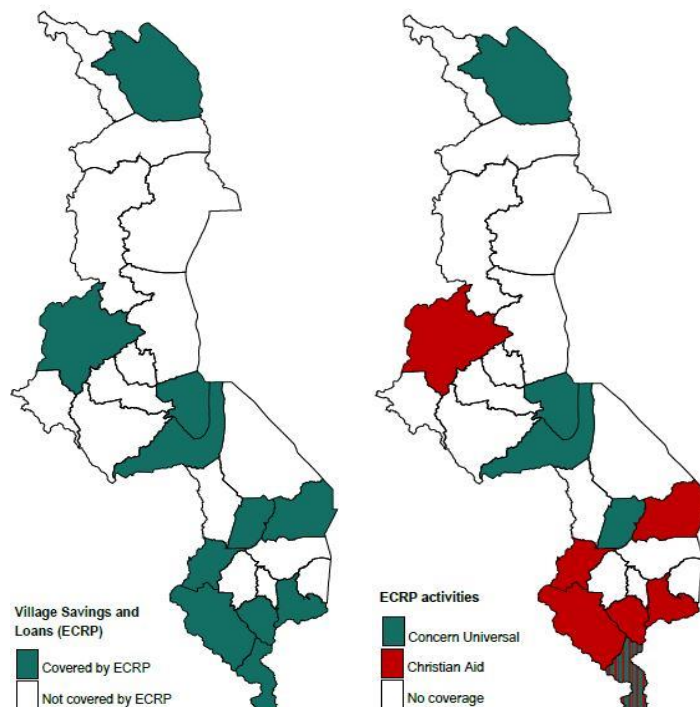 Village Savings and
Loans (ECRP)
Covered by ECRP
Not covered by ECRP
ECRP activities
Concern Universal
Christian Aid
No coverage